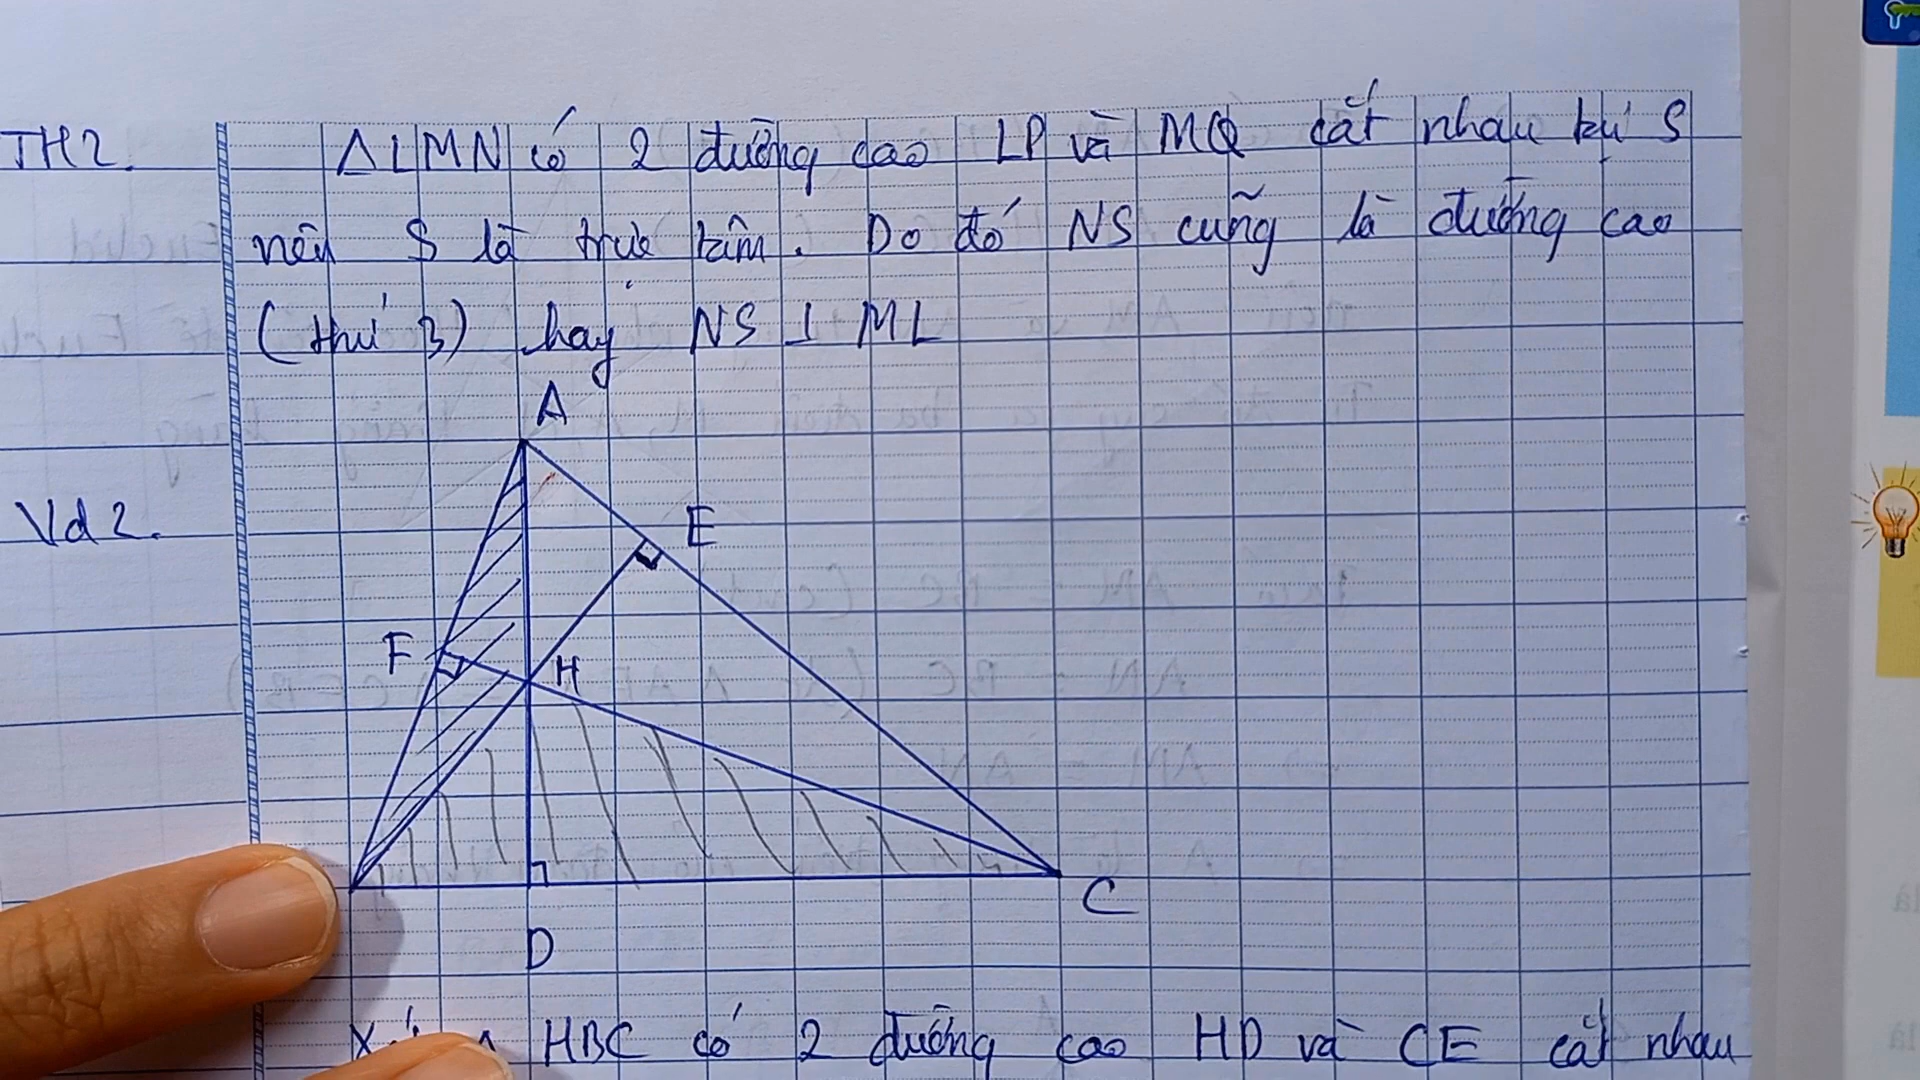 TH2. ΔLMN có 2 đường cao LP và MQ cắt nhau tại S
nên S là trực tâm. Do đó NS cũng là đường cao
(thứ 3) hay NS ⊥ ML
A
Vd2.
E
F
H
C
D
HBC có 2 đường cao HD và CE cắt nhau